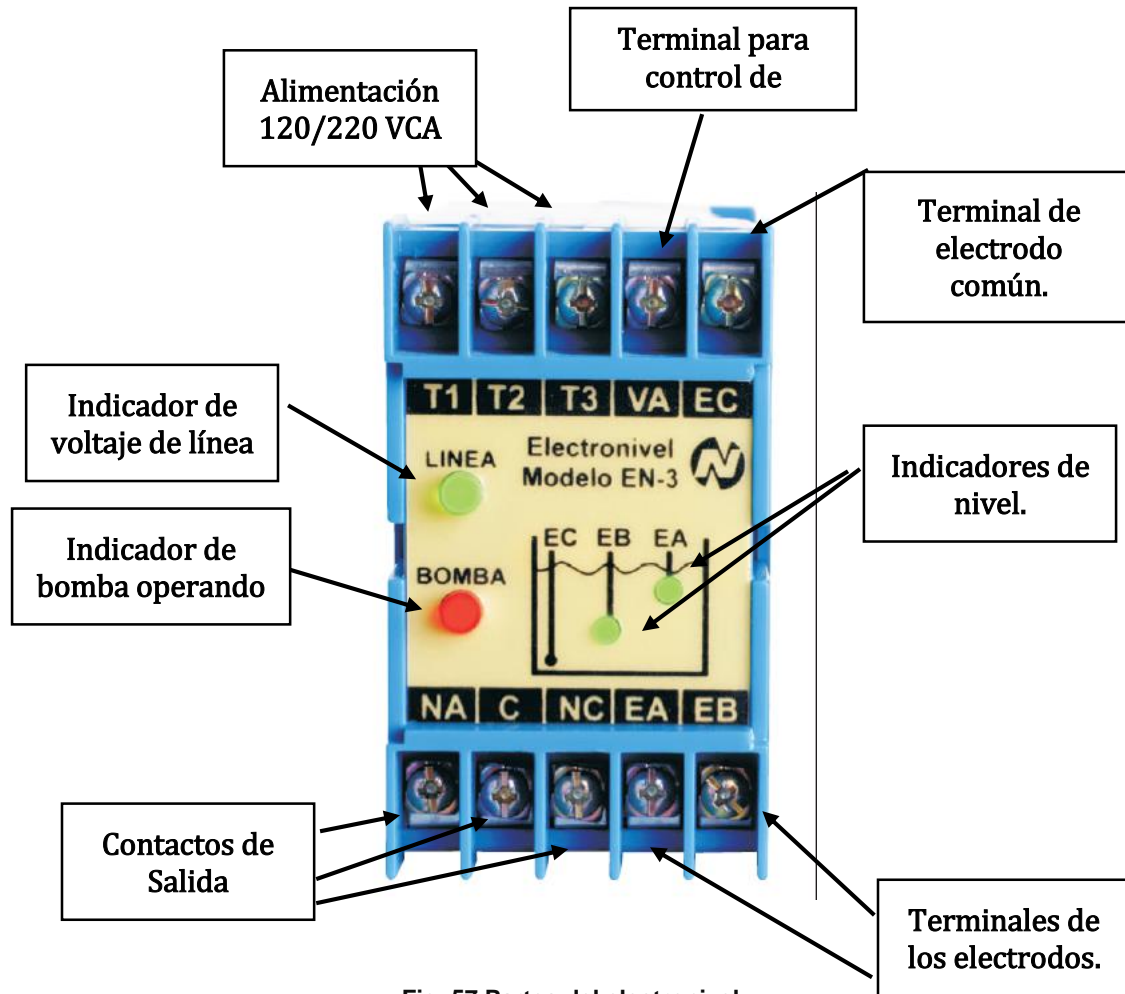 Terminal para
control de
Alimentación
120/220 VCA
Terminal de
electrodo
común.
T1 T2 T3 VA EC
Indicador de
voltaje de línea
LINEA
Electronivel
Modelo EN-3
Indicadores de
nivel.
EC EB EA
Indicador de
bomba operando
BOMBA
NA C NC EA EB
Contactos de
Salida
Terminales de
los electrodos.